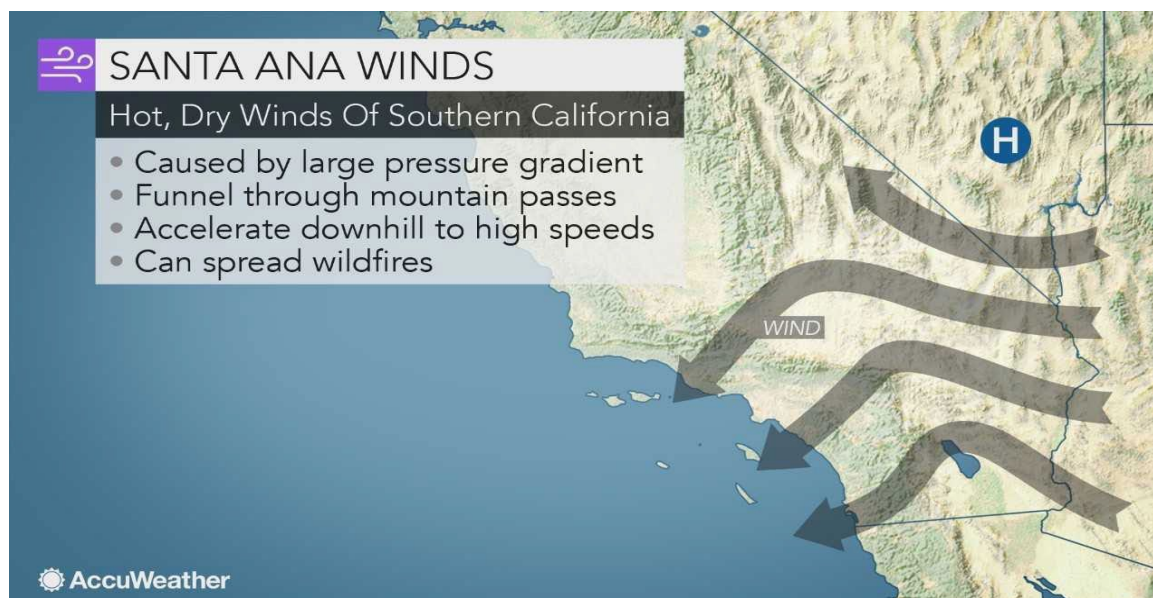 SANTA ANA WINDS
Hot, Dry Winds Of Southern California
• Caused by large pressure gradient
• Funnel through mountain passes
• Accelerate downhill to high speeds
• Can spread wildfires
H
WIND
AccuWeather